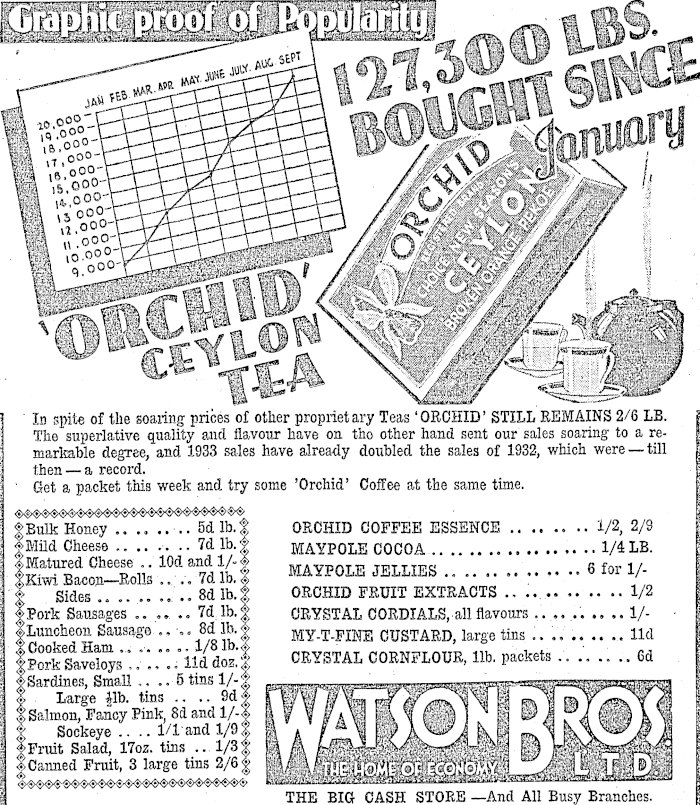 Graphic proof of Popularity
127,300 LBS.
BOUGHT SINCE
January
JAN FEB. MAR. APR. MAY. JUNE JULY. AUG. SEPT
20,000
19,000
18,000
17,000
16,000
15,000
14,000
13 000
12,000
11.000
10,000
9,000
ORCHID
CHOICE NEW SEASON'S
CEYLON
BROKEN ORANGE PEKOE
'ORCHID'
CEYLON
TEA
In spite of the soaring prices of other proprietary Teas 'ORCHID' STILL REMAINS 2/6 LB.
The superlative quality and flavour have on the other hand sent our sales soaring to a re-
markable degree, and 1933 sales have already doubled the sales of 1932, which were — till
then — a record.
Get a packet this week and try some 'Orchid' Coffee at the same time.
Bulk Honey .. .. .. .. 5d lb.
Mild Cheese .. .. .. .. 7d lb.
Matured Cheese .. 10d and 1/-
Kiwi Bacon—Rolls .. .. 7d lb.
Sides .. .. .. .. .. 8d lb.
Pork Sausages .. .. .. 7d lb.
Luncheon Sausage .. .. 8d lb.
Cooked Ham .. .. .. 1/8 lb.
Pork Saveloys .. .. .. 11d doz.
Sardines, Small .. .. 5 tins 1/-
Large ½lb. tins .. .. 9d
Salmon, Fancy Pink, 8d and 1/-
Sockeye .. .. 1/1 and 1/9
Fruit Salad, 17oz. tins .. 1/3
Canned Fruit, 3 large tins 2/6
ORCHID COFFEE ESSENCE .. .. .. .. 1/2, 2/9
MAYPOLE COCOA .. .. .. .. .. .. .. .. 1/4 LB.
MAYPOLE JELLIES .. .. .. .. .. .. .. 6 for 1/-
ORCHID FRUIT EXTRACTS .. .. .. .. .. .. 1/2
CRYSTAL CORDIALS, all flavours .. .. .. .. 1/-
MY-T-FINE CUSTARD, large tins .. .. .. .. 11d
CRYSTAL CORNFLOUR, 1lb. packets .. .. .. .. 6d
WATSON BROS.
THE HOME OF ECONOMY LTD.
THE BIG CASH STORE —And All Busy Branches.